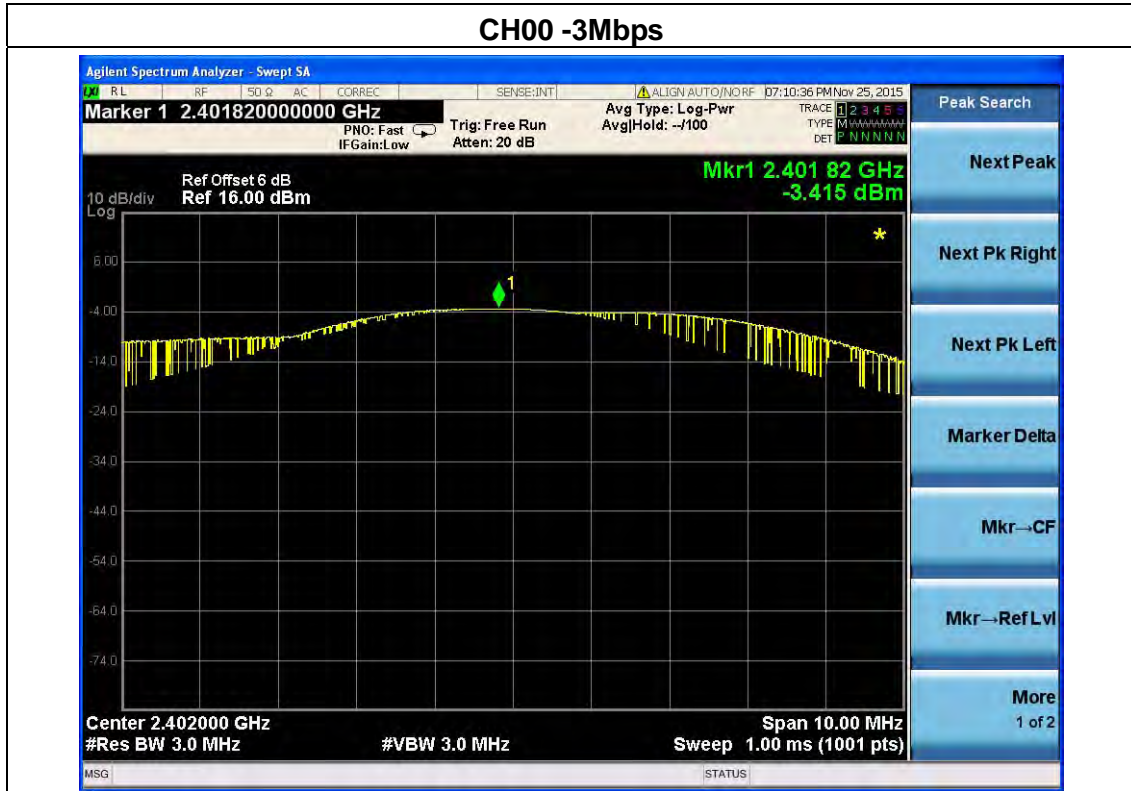 CH00 -3Mbps
Agilent Spectrum Analyzer - Swept SA
LXI RL RF 50 Ω AC CORREC SENSE:INT ALIGN AUTO/NO RF 07:10:36 PM Nov 25, 2015
Marker 1 2.401820000000 GHz
PNO: Fast
IFGain:Low
Trig: Free Run
Atten: 20 dB
Avg Type: Log-Pwr
Avg|Hold: --/100
TRACE 1 2 3 4 5 6
TYPE M
DET P N N N N N
Peak Search
Mkr1 2.401 82 GHz
-3.415 dBm
Ref Offset 6 dB
10 dB/div Ref 16.00 dBm
Log
6.00
-4.00
-14.0
-24.0
-34.0
-44.0
-54.0
-64.0
-74.0
1
*
Center 2.402000 GHz Span 10.00 MHz
#Res BW 3.0 MHz #VBW 3.0 MHz Sweep 1.00 ms (1001 pts)
MSG STATUS
Next Peak
Next Pk Right
Next Pk Left
Marker Delta
Mkr→CF
Mkr→Ref Lvl
More
1 of 2